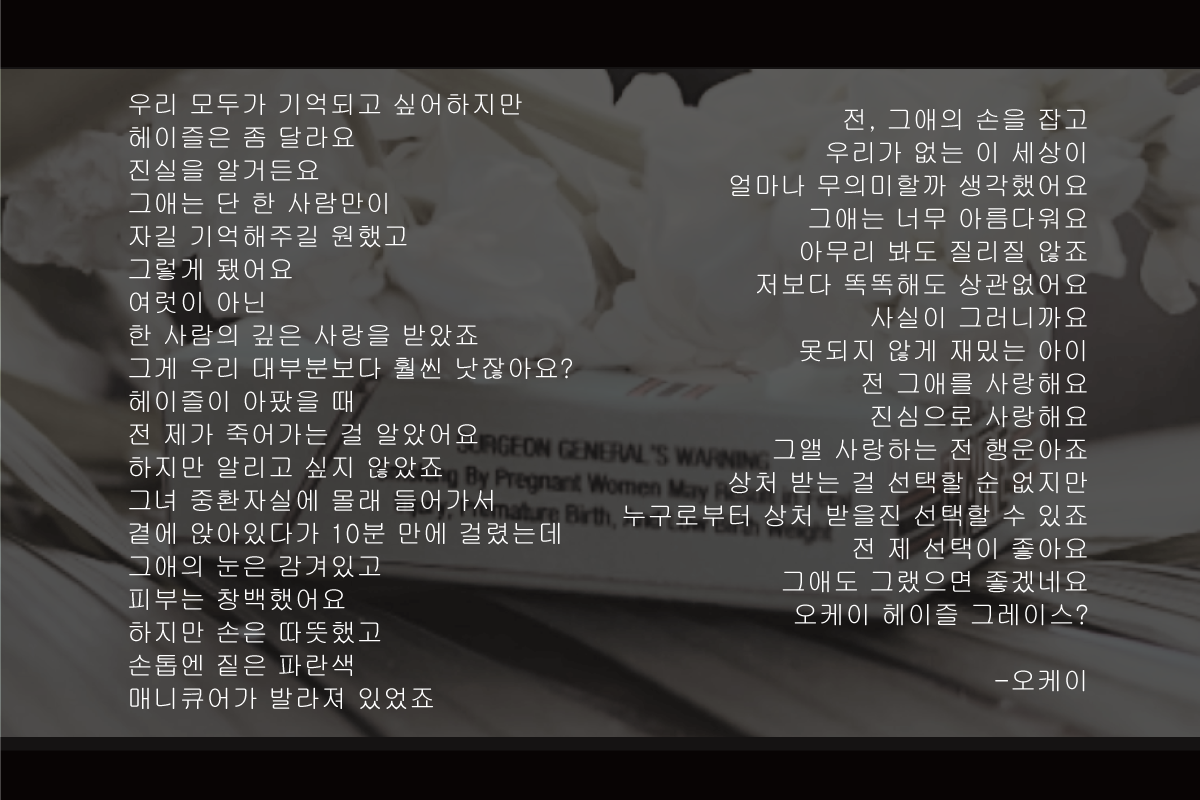 우리 모두가 기억되고 싶어하지만
헤이즐은 좀 달라요
진실을 알거든요
그애는 단 한 사람만이
자길 기억해주길 원했고
그렇게 됐어요
여럿이 아닌
한 사람의 깊은 사랑을 받았죠
그게 우리 대부분보다 훨씬 낫잖아요?
헤이즐이 아팠을 때
전 제가 죽어가는 걸 알았어요
하지만 알리고 싶지 않았죠
그녀 중환자실에 몰래 들어가서
곁에 앉아있다가 10분 만에 걸렸는데
그애의 눈은 감겨있고
피부는 창백했어요
하지만 손은 따뜻했고
손톱엔 짙은 파란색
매니큐어가 발라져 있었죠
전, 그애의 손을 잡고
우리가 없는 이 세상이
얼마나 무의미할까 생각했어요
그애는 너무 아름다워요
아무리 봐도 질리질 않죠
저보다 똑똑해도 상관없어요
사실이 그러니까요
못되지 않게 재밌는 아이
전 그애를 사랑해요
진심으로 사랑해요
그앨 사랑하는 전 행운아죠
상처 받는 걸 선택할 순 없지만
누구로부터 상처 받을진 선택할 수 있죠
전 제 선택이 좋아요
그애도 그랬으면 좋겠네요
오케이 헤이즐 그레이스?
-오케이
SURGEON GENERAL'S WARNING
By Pregnant Women May
Premature Birth, And Low Birth Weight